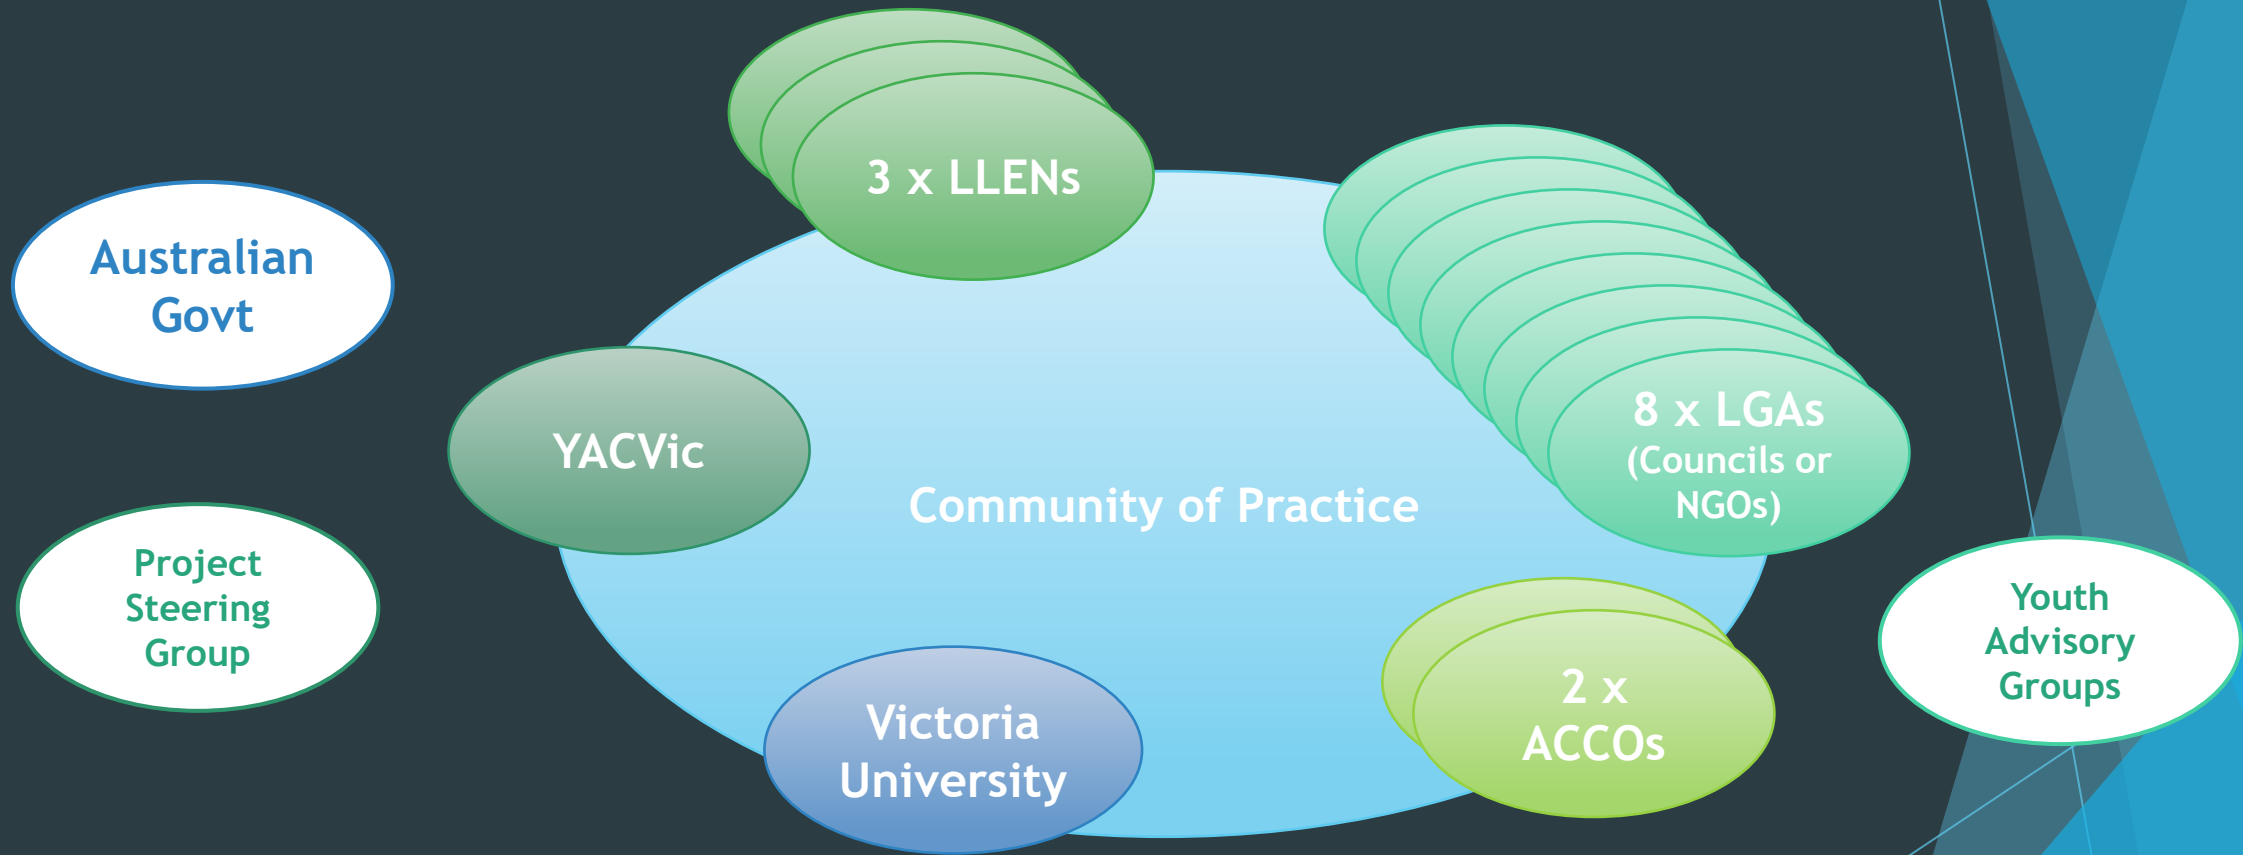 3 x LLENs
Australian
Govt
YACVic
8 x LGAs
(Councils or
NGOs)
Community of Practice
Project
Steering
Group
Youth
Advisory
Groups
Victoria
University
2 x
ACCOs